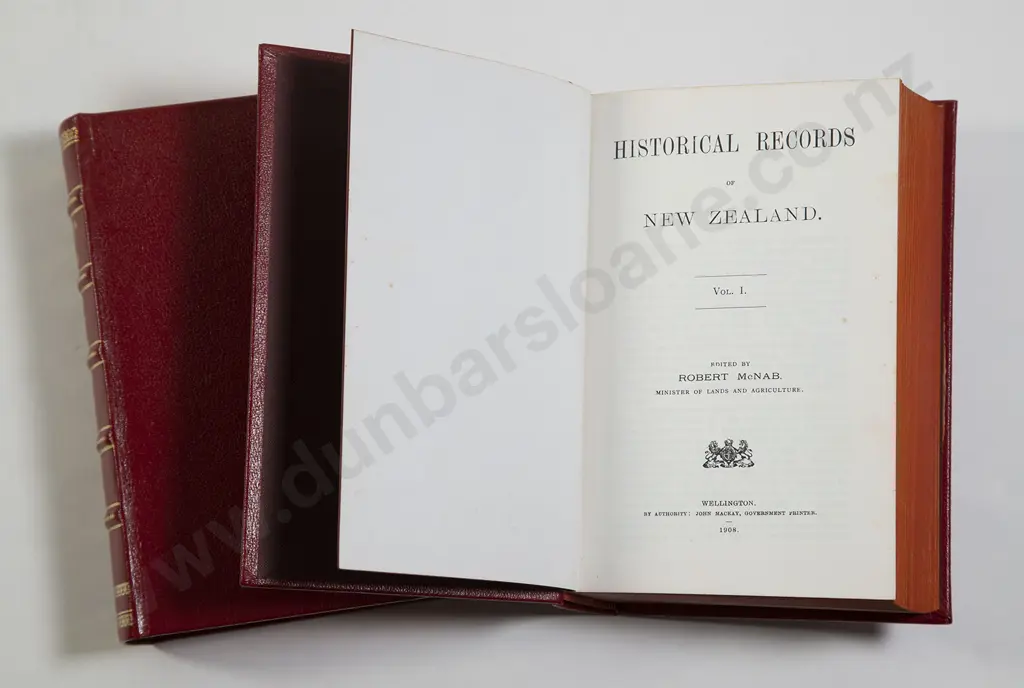 HISTORICAL RECORDS
OF
NEW ZEALAND.
VOL. I.
EDITED BY
ROBERT McNAB.
MINISTER OF LANDS AND AGRICULTURE.
WELLINGTON.
BY AUTHORITY: JOHN MACKAY, GOVERNMENT PRINTER.
1908.
www.dunbarsloane.co.nz